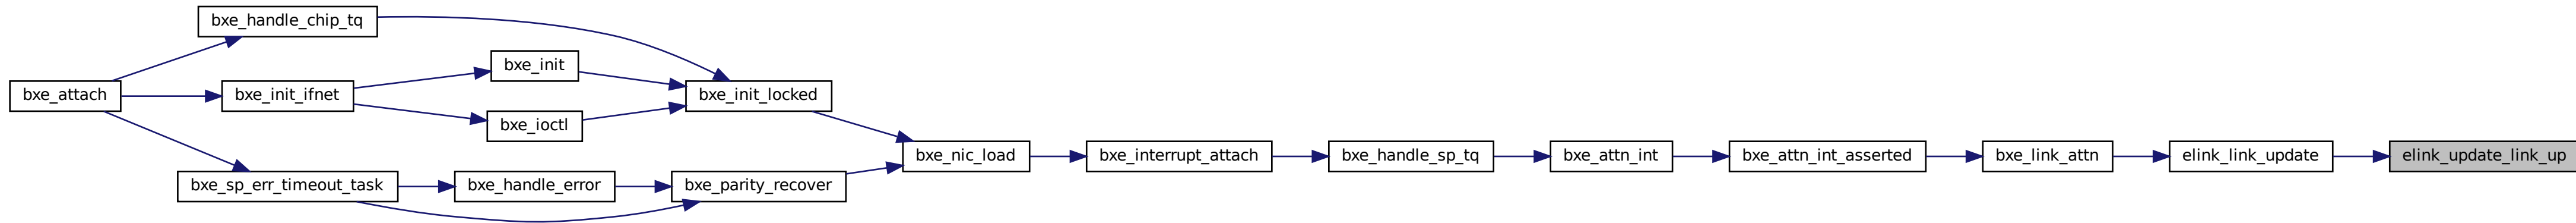 bxe_handle_chip_tq
bxe_init
bxe_attach
bxe_init_ifnet
bxe_init_locked
bxe_ioctl
bxe_nic_load
bxe_interrupt_attach
bxe_handle_sp_tq
bxe_attn_int
bxe_attn_int_asserted
bxe_link_attn
elink_link_update
elink_update_link_up
bxe_sp_err_timeout_task
bxe_handle_error
bxe_parity_recover